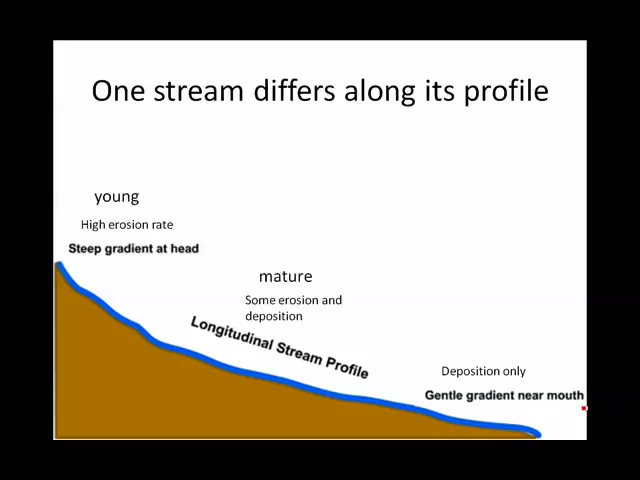 One stream differs along its profile
young
High erosion rate
Steep gradient at head
mature
Some erosion and
deposition
Longitudinal Stream Profile
Deposition only
Gentle gradient near mouth